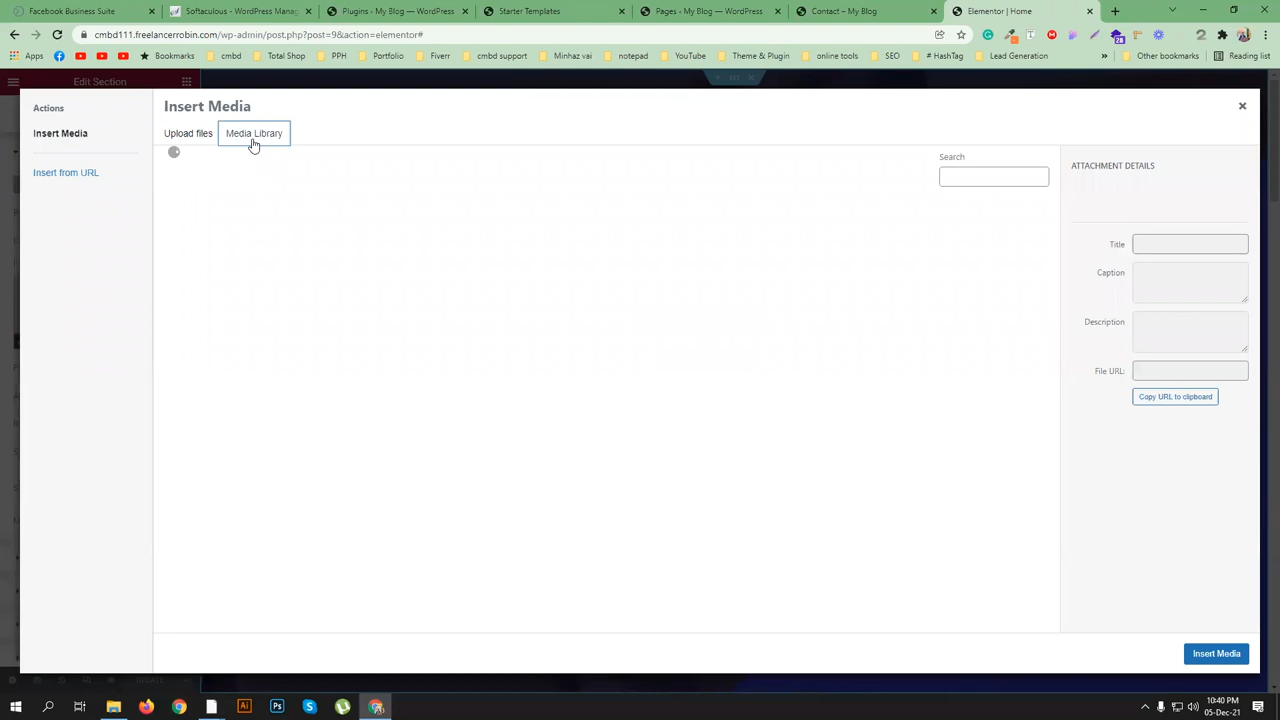 Facebook Business Suite
Softaculous - WordPress Manag
Plugins ‹ My Blog — WordPress
Starter Templates
Pages ‹ My Blog — WordPress
Contact – My Blog
Elementor | Home
cmbd111.freelancerrobin.com/wp-admin/post.php?post=9&action=elementor#
Apps
Bookmarks
cmbd
Total Shop
PPH
Portfolio
Fiverr
cmbd support
Minhaz vai
notepad
YouTube
Theme & Plugin
online tools
SEO
# HashTag
Lead Generation
»
Other bookmarks
Reading list
Edit Section
Actions
Insert Media
Insert from URL
Insert Media
Upload files
Media Library
Search
ATTACHMENT DETAILS
Title
Caption
Description
File URL:
Copy URL to clipboard
Insert Media
UPDATE
Ai
Ps
10:40 PM
05-Dec-21